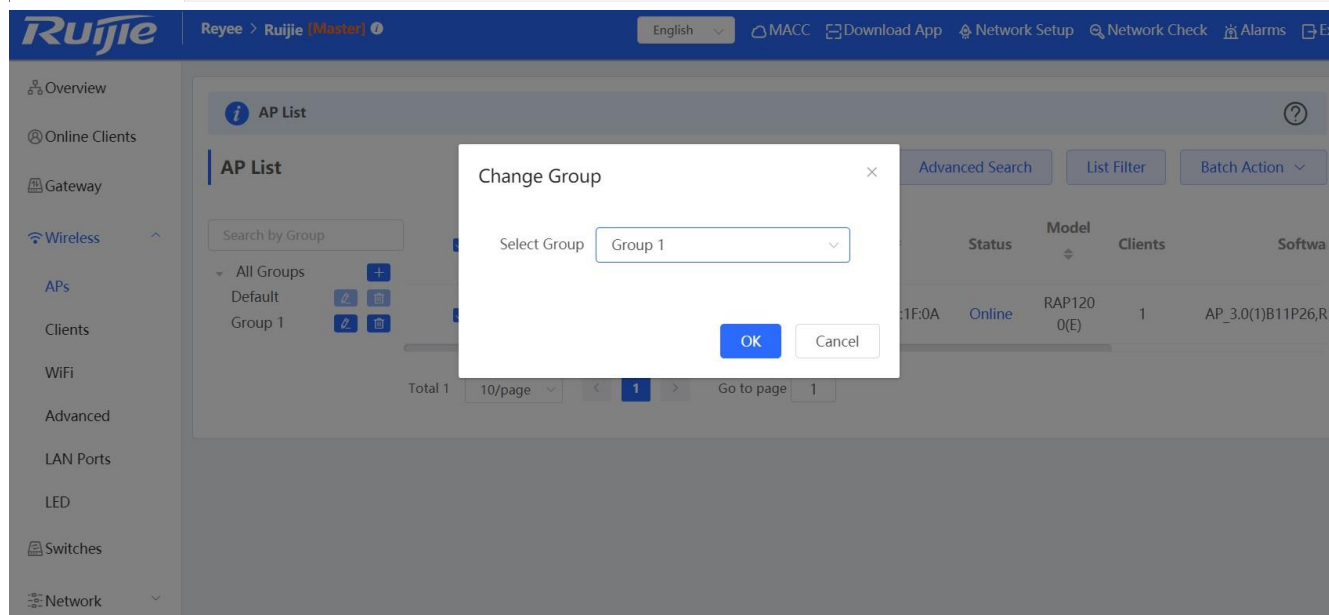 Ruijie
Reyee > Ruijie [Master]
English
MACC
Download App
Network Setup
Network Check
Alarms
Overview
Online Clients
Gateway
Wireless
APs
Clients
WiFi
Advanced
LAN Ports
LED
Switches
Network
AP List
AP List
Advanced Search
List Filter
Batch Action
Search by Group
All Groups
Default
Group 1
Status
Model
Clients
Softwa
:1F:0A
Online
RAP120
0(E)
1
AP_3.0(1)B11P26,R
Total 1
10/page
1
Go to page
1
Change Group
Select Group
Group 1
OK
Cancel